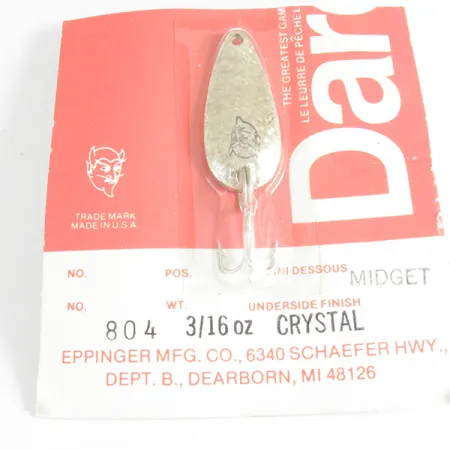 THE GREATEST GAM
LE LEURRE DE PÊCHE L
Dar
TRADE MARK
MADE IN U.S.A
NO. POS. INI DESSOUS MIDGET
NO. WT. UNDERSIDE FINISH
804 3/16 oz CRYSTAL
EPPINGER MFG. CO., 6340 SCHAEFER HWY.,
DEPT. B., DEARBORN, MI 48126